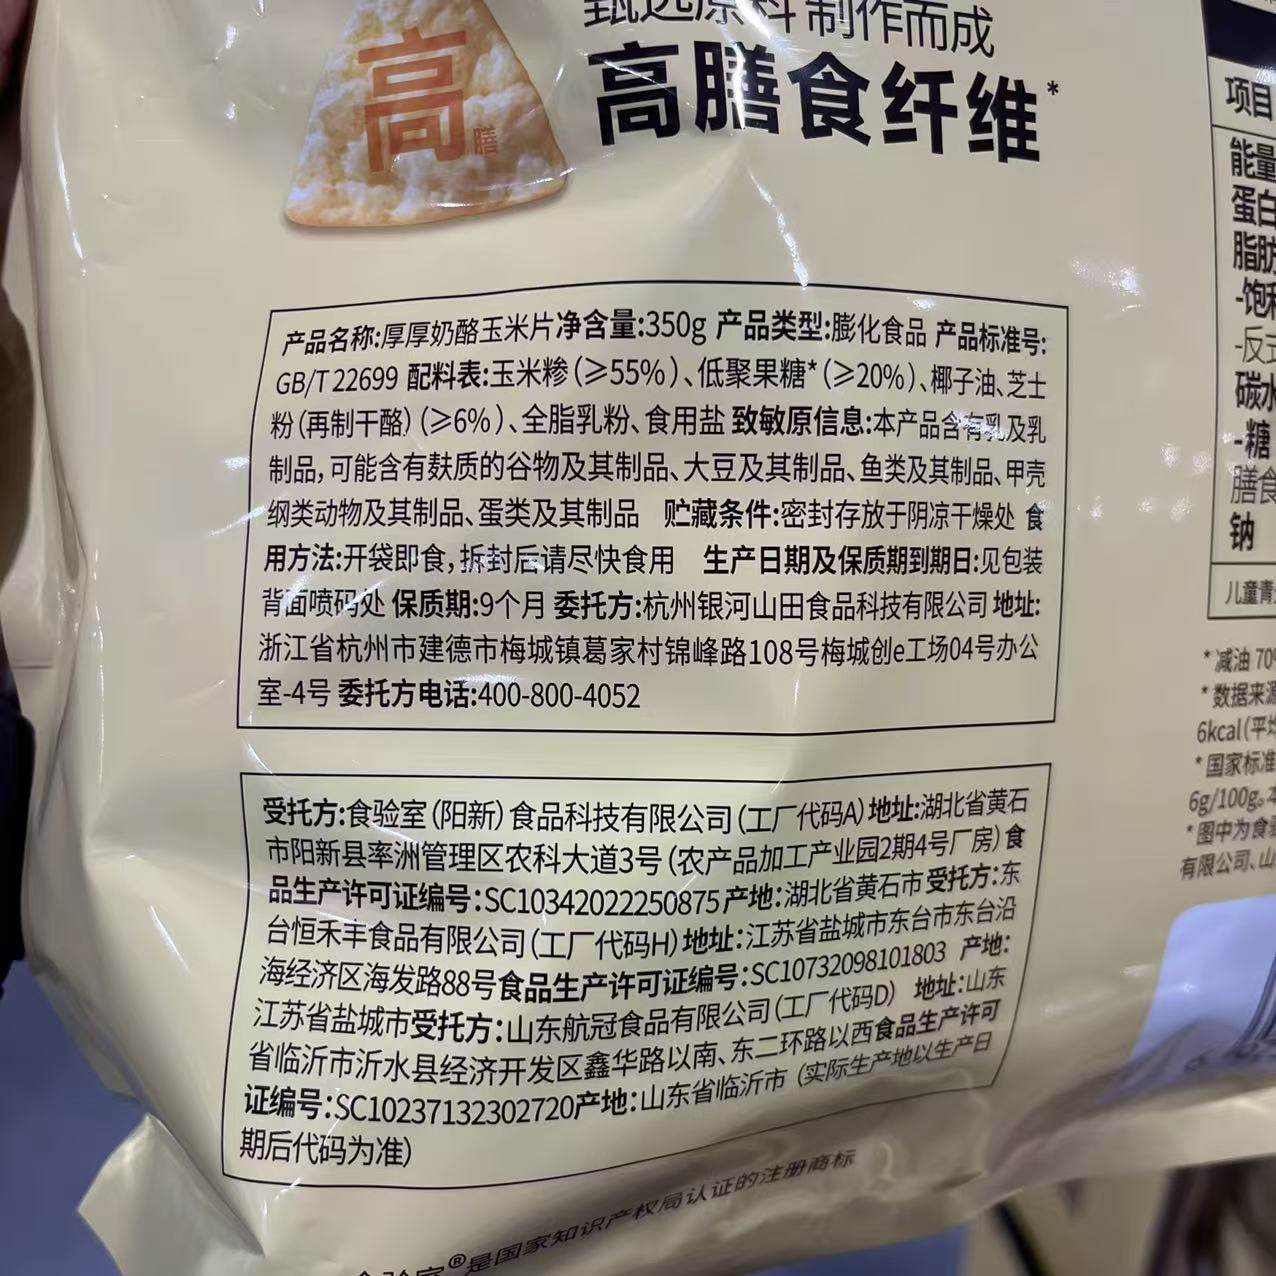 甄选原料 制作而成
高膳食纤维*
高
膳
产品名称:厚厚奶酪玉米片 净含量:350g 产品类型:膨化食品 产品标准号:
GB/T 22699 配料表:玉米糁(≥55%)、低聚果糖*(≥20%)、椰子油、芝士
粉(再制干酪)(≥6%)、全脂乳粉、食用盐 致敏原信息:本产品含有乳及乳
制品,可能含有麸质的谷物及其制品、大豆及其制品、鱼类及其制品、甲壳
纲类动物及其制品、蛋类及其制品 贮藏条件:密封存放于阴凉干燥处 食
用方法:开袋即食,拆封后请尽快食用 生产日期及保质期到期日:见包装
背面喷码处 保质期:9个月 委托方:杭州银河山田食品科技有限公司 地址:
浙江省杭州市建德市梅城镇葛家村锦峰路108号梅城创e工场04号办公
室-4号 委托方电话:400-800-4052
受托方:食验室(阳新)食品科技有限公司(工厂代码A) 地址:湖北省黄石
市阳新县率洲管理区农科大道3号(农产品加工产业园2期4号厂房) 食
品生产许可证编号:SC10342022250875 产地:湖北省黄石市 受托方:东
台恒禾丰食品有限公司(工厂代码H) 地址:江苏省盐城市东台市东台沿
海经济区海发路88号 食品生产许可证编号:SC10732098101803 产地:
江苏省盐城市 受托方:山东航冠食品有限公司(工厂代码D) 地址:山东
省临沂市沂水县经济开发区鑫华路以南、东二环路以西 食品生产许可
证编号:SC10237132302720 产地:山东省临沂市 (实际生产地以生产日
期后代码为准)
®是国家知识产权局认证的注册商标
项目
能量
蛋白
脂肪
-饱和
-反式
碳水
-糖
膳食
钠
儿童青
*减油 70%
*数据来源
6kcal(平均
*国家标准
6g/100g。本
*图中为食
有限公司、山